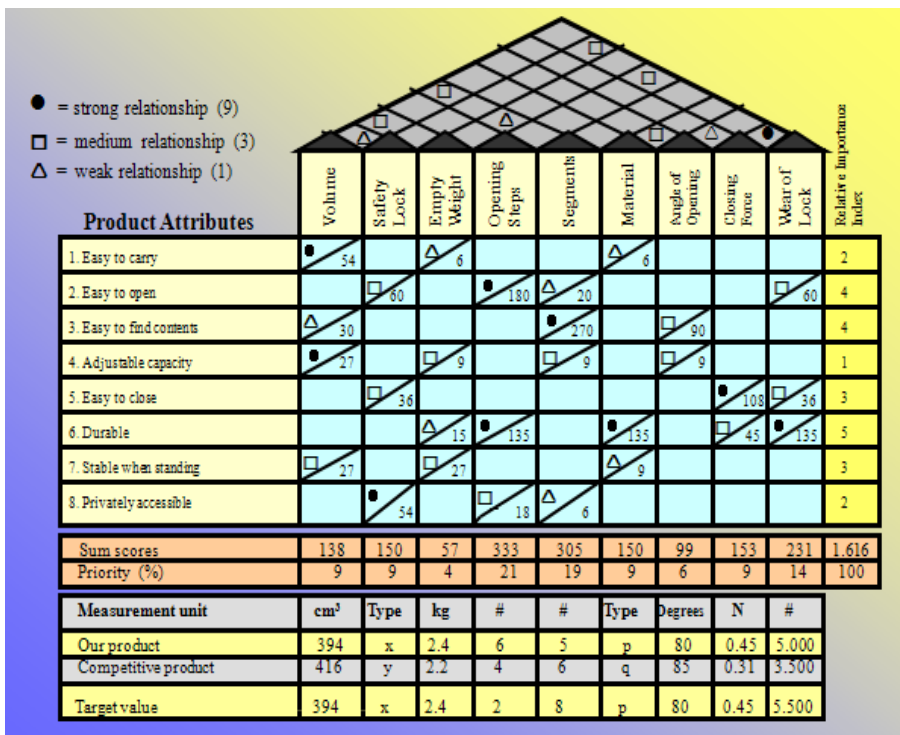 = strong relationship (9)
= medium relationship (3)
= weak relationship (1)
Product Attributes
Volume
Safety Lock
Empty Weight
Opening Steps
Segments
Material
Angle of Opening
Closing Force
Wear of Lock
Relative Importance Index
1. Easy to carry 54 6 6 2
2. Easy to open 60 180 20 60 4
3. Easy to find contents 30 270 90 4
4. Adjustable capacity 27 9 9 9 1
5. Easy to close 36 108 36 3
6. Durable 15 135 135 45 135 5
7. Stable when standing 27 27 9 3
8. Privately accessible 54 18 6 2
Sum scores 138 150 57 333 305 150 99 153 231 1.616
Priority (%) 9 9 4 21 19 9 6 9 14 100
Measurement unit cm³ Type kg # # Type Degrees N #
Our product 394 x 2.4 6 5 p 80 0.45 5.000
Competitive product 416 y 2.2 4 6 q 85 0.31 3.500
Target value 394 x 2.4 2 8 p 80 0.45 5.500